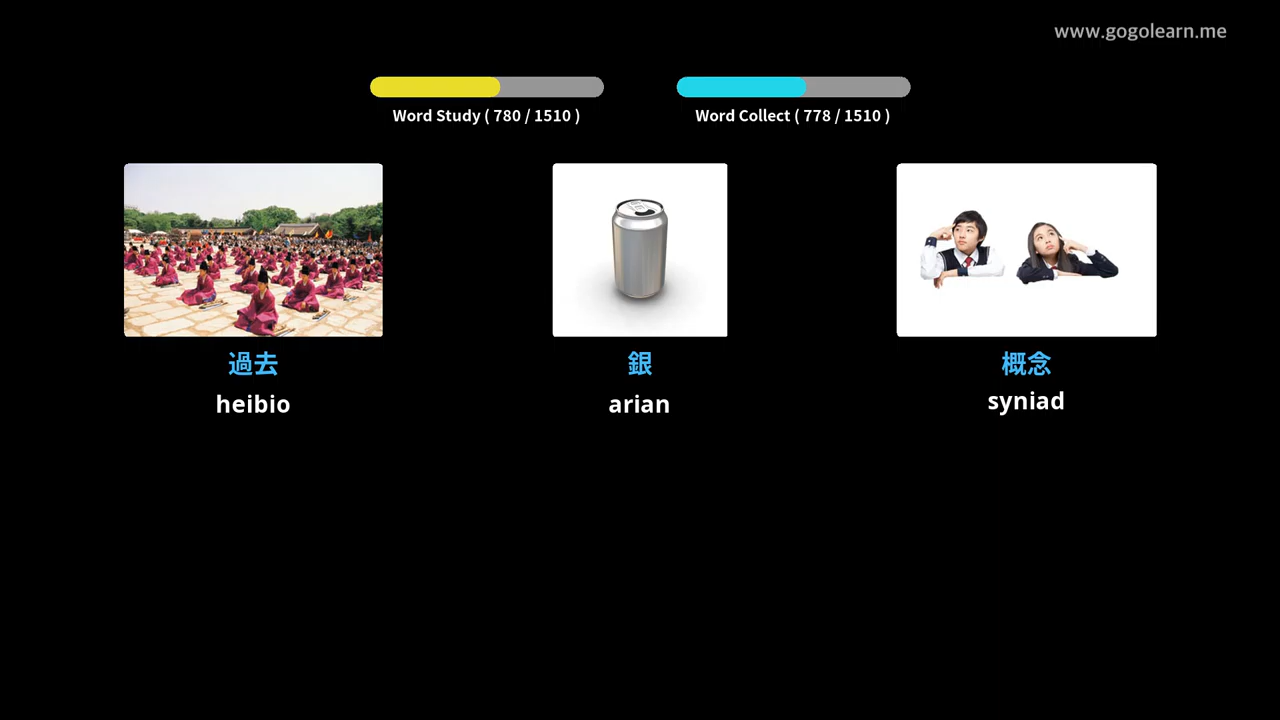 www.gogolearn.me
Word Study ( 780 / 1510 )
Word Collect ( 778 / 1510 )
過去
銀
概念
heibio
arian
syniad